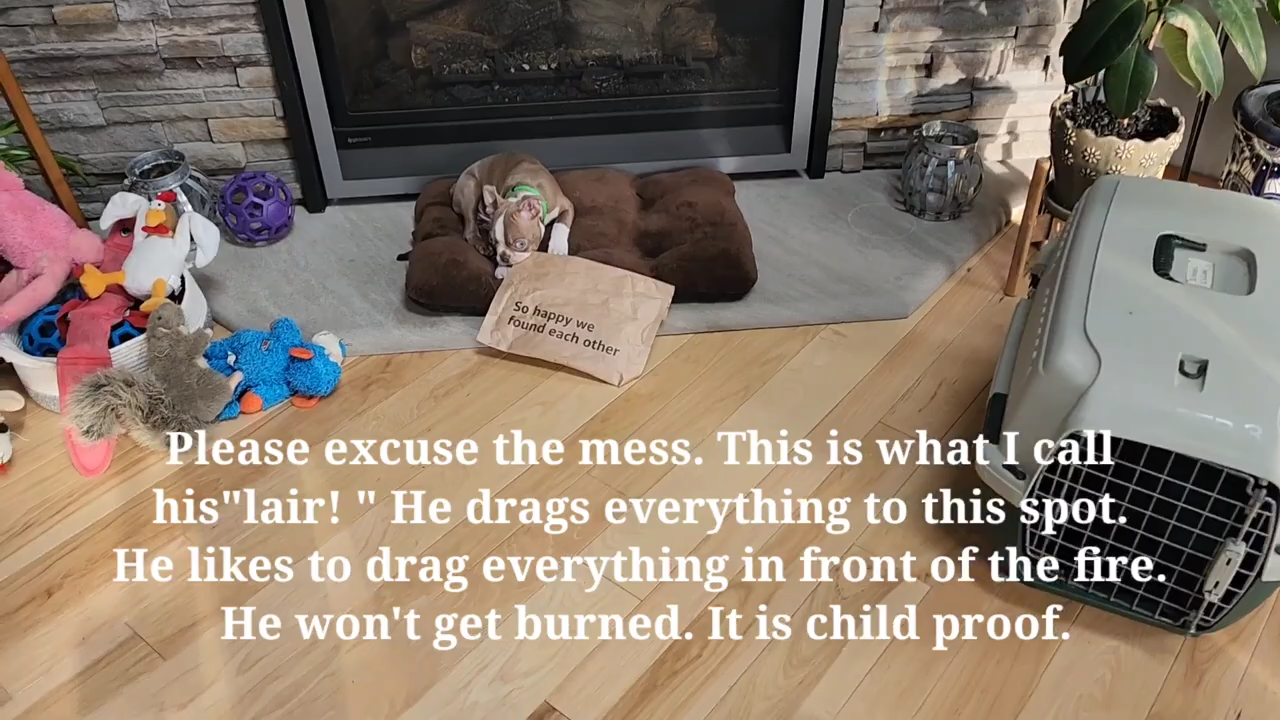 So happy we
found each other
Please excuse the mess. This is what I call
his"lair! " He drags everything to this spot.
He likes to drag everything in front of the fire.
He won't get burned. It is child proof.